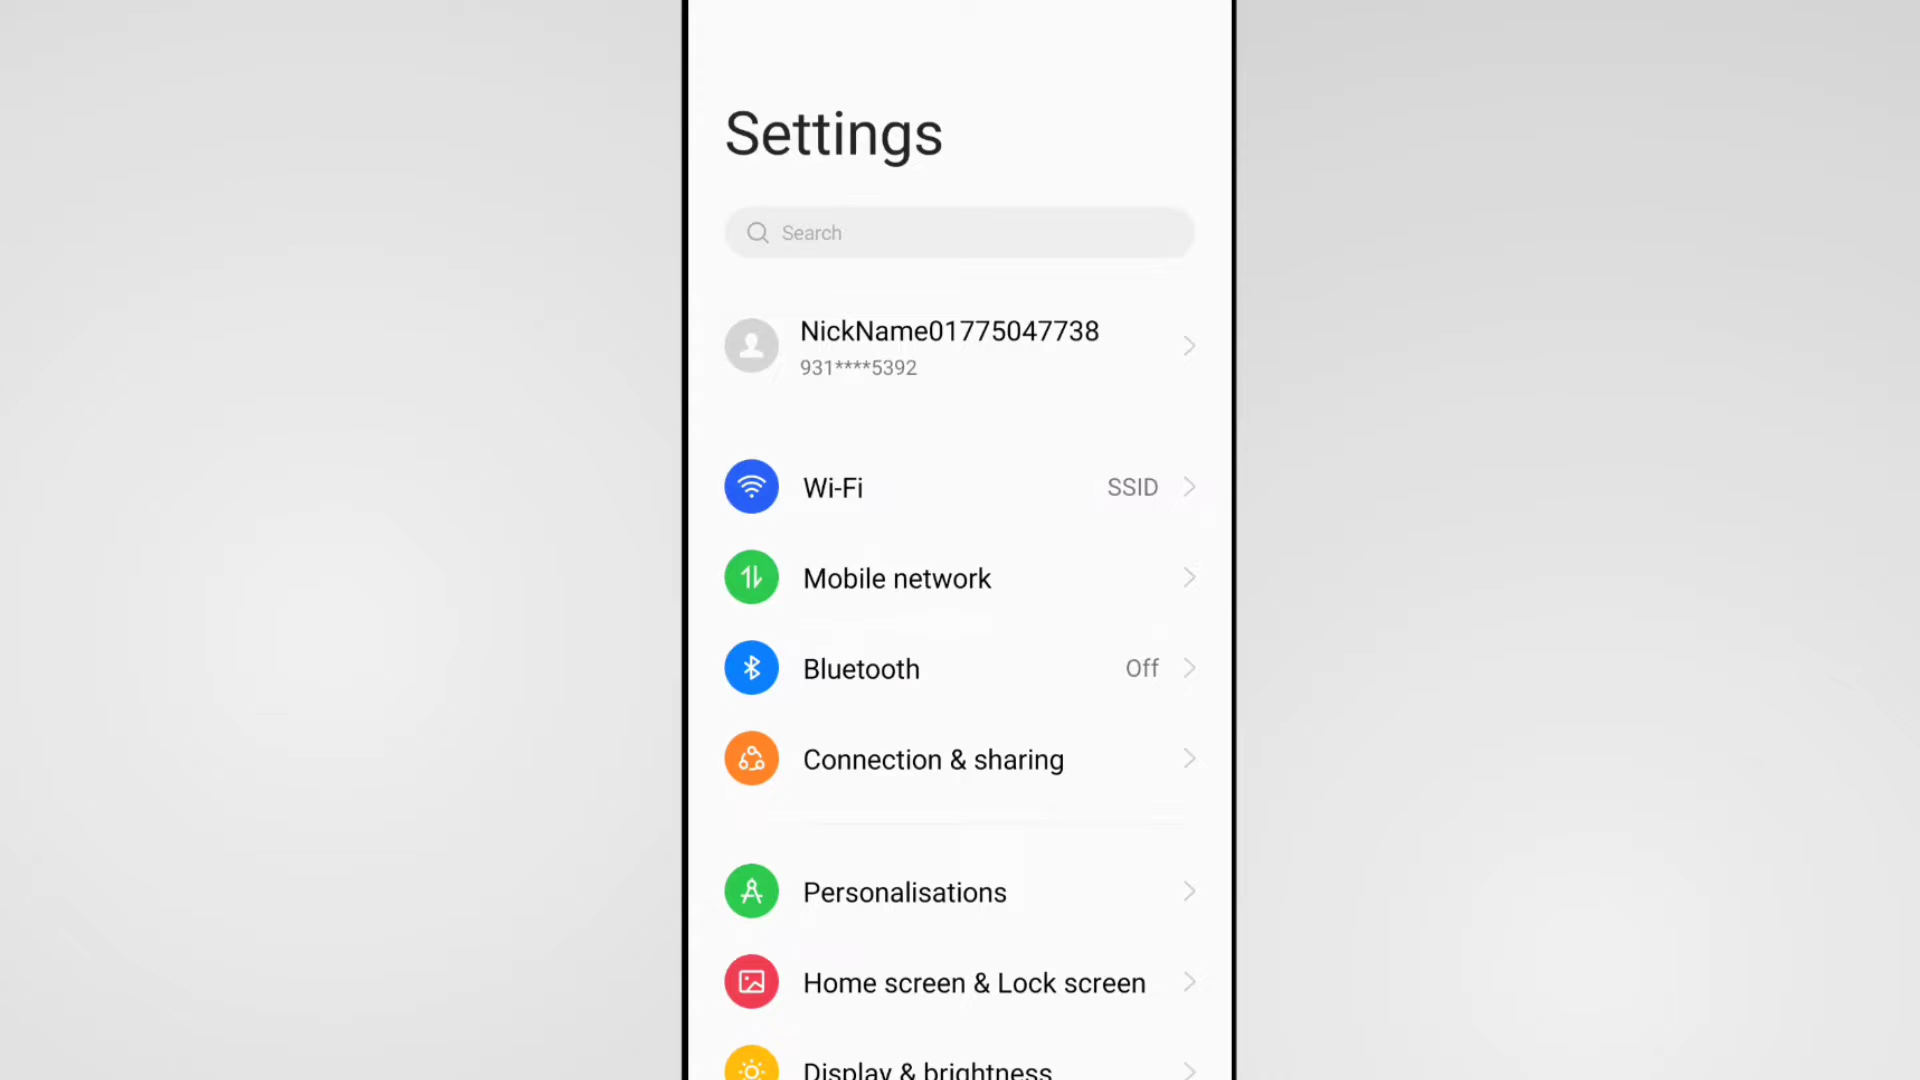 Settings
Search
NickName01775047738
931****5392
Wi-Fi SSID
Mobile network
Bluetooth Off
Connection & sharing
Personalisations
Home screen & Lock screen
Display & brightness